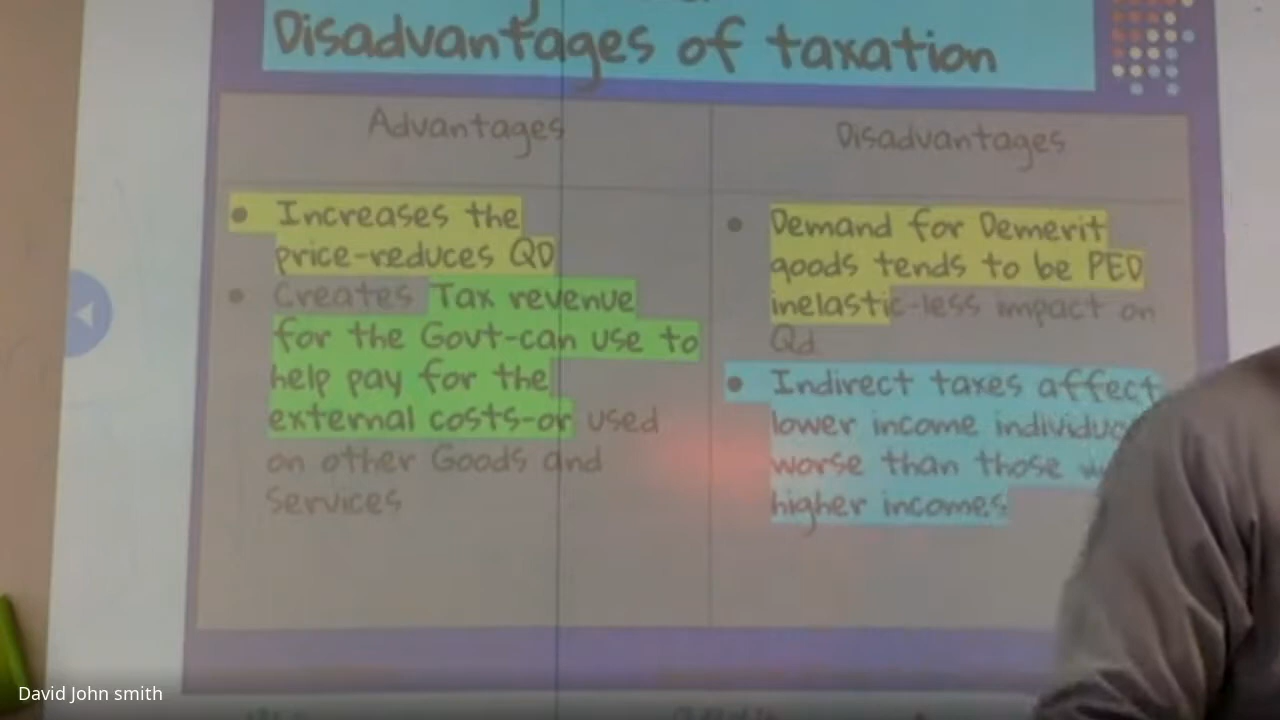 Disadvantages of taxation
Advantages
Disadvantages
• Increases the
price-reduces QD
• Creates Tax revenue
for the Govt-can use to
help pay for the
external costs-or used
on other Goods and
Services
• Demand for Demerit
goods tends to be PED
inelastic-less impact on
Qd
• Indirect taxes affect
lower income
worse than those
higher incomes
David John smith